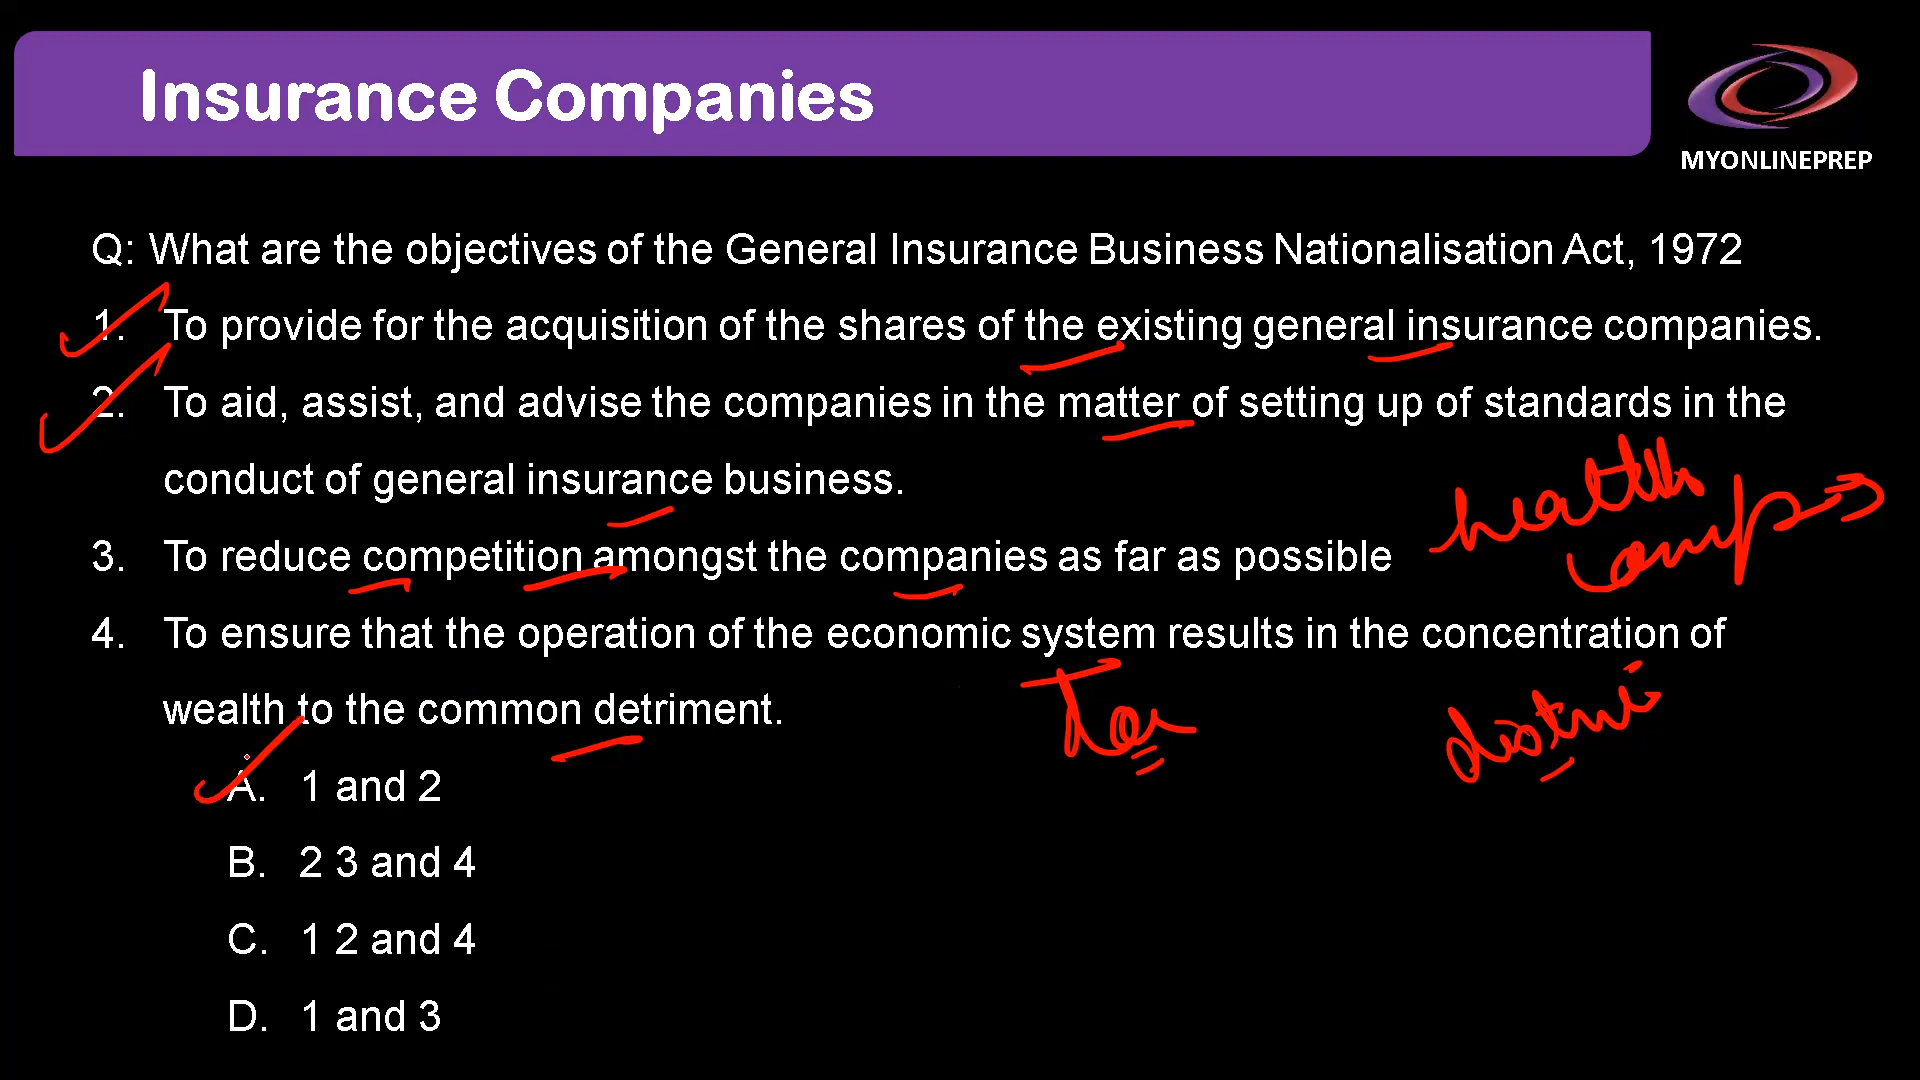 Insurance Companies
MYONLINEPREP
Q: What are the objectives of the General Insurance Business Nationalisation Act, 1972
1. To provide for the acquisition of the shares of the existing general insurance companies.
2. To aid, assist, and advise the companies in the matter of setting up of standards in the
conduct of general insurance business.
health
3. To reduce competition amongst the companies as far as possible
comp
4. To ensure that the operation of the economic system results in the concentration of
wealth to the common detriment.
distri
A. 1 and 2
B. 2 3 and 4
C. 1 2 and 4
D. 1 and 3